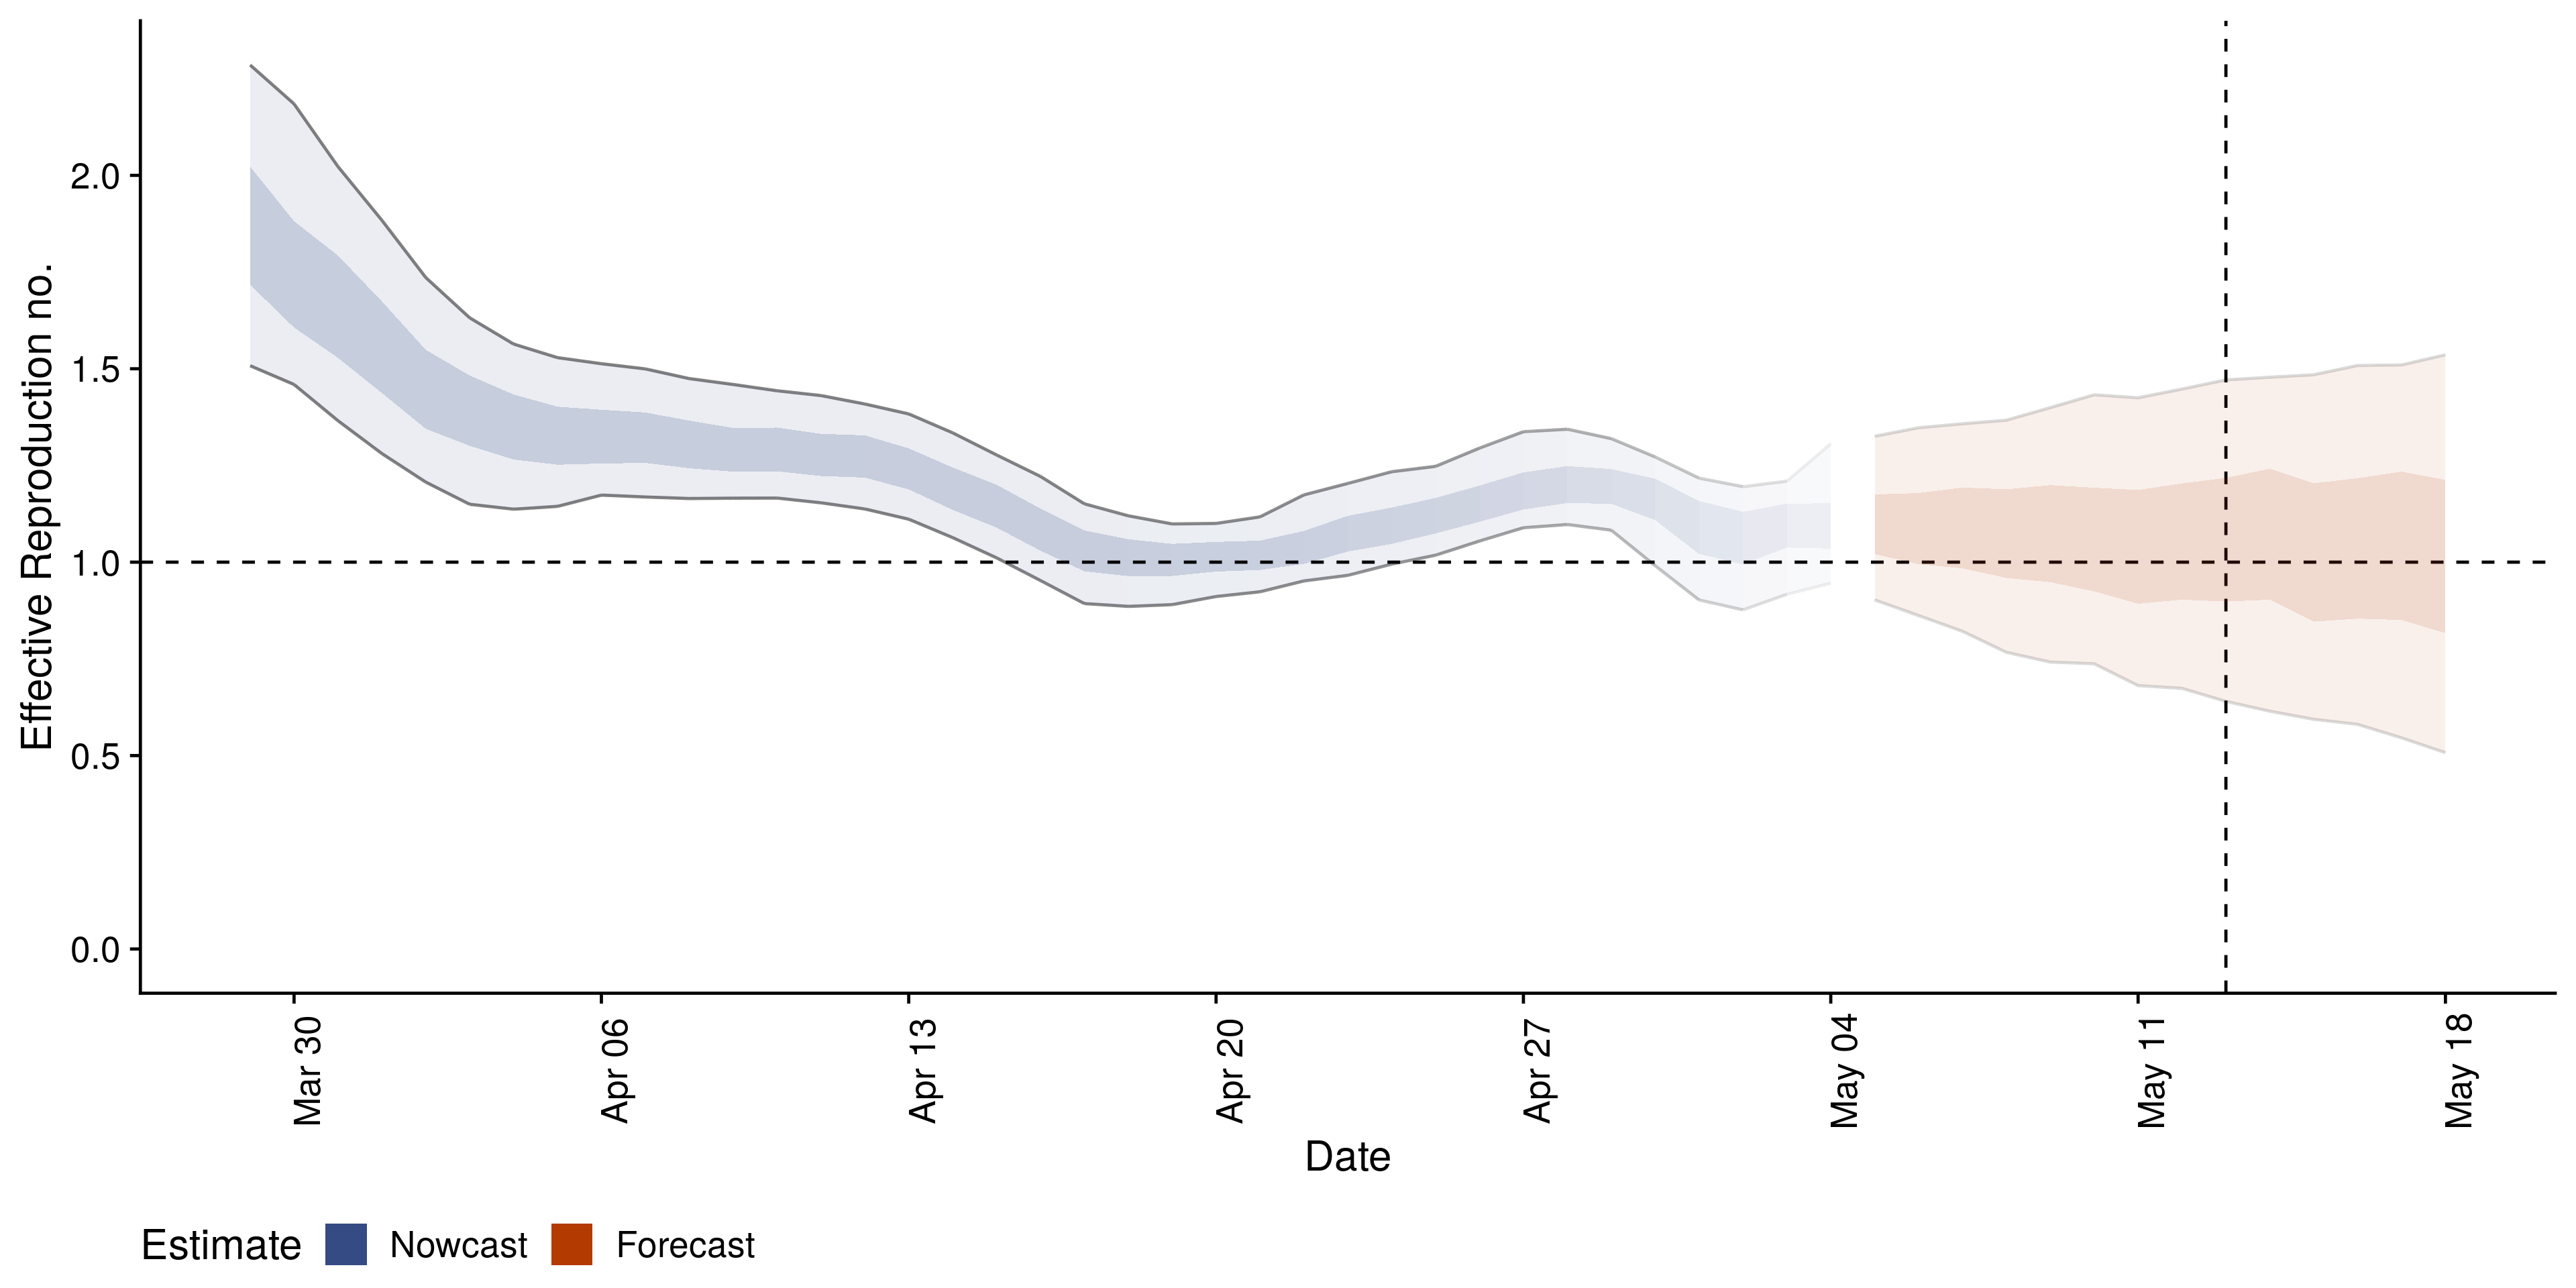 Effective Reproduction no.
2.0
1.5
1.0
0.5
0.0
Mar 30
Apr 06
Apr 13
Apr 20
Apr 27
May 04
May 11
May 18
Date
Estimate Nowcast Forecast